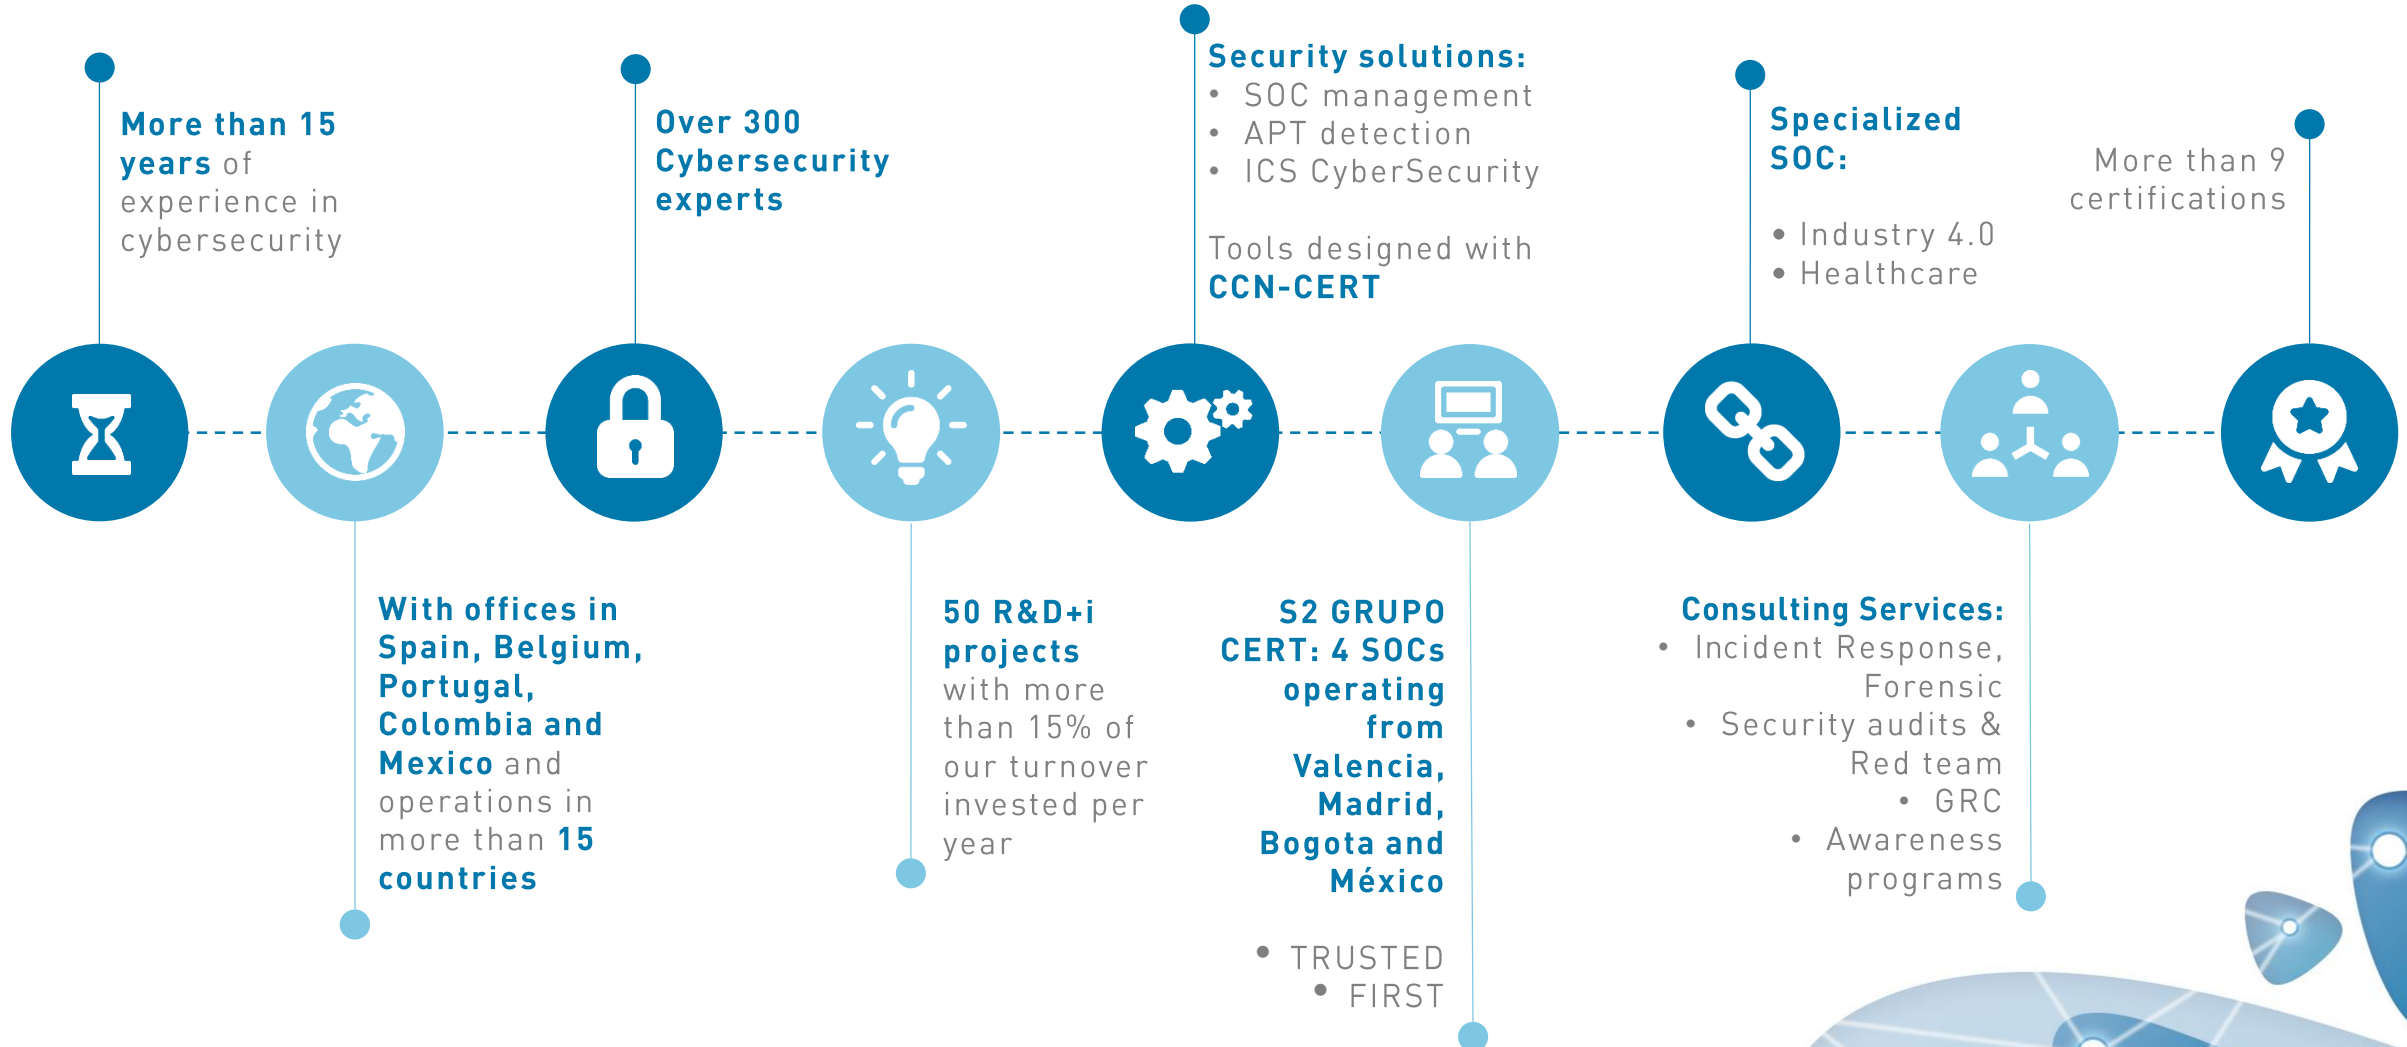 More than 15
years of
experience in
cybersecurity
With offices in
Spain, Belgium,
Portugal,
Colombia and
Mexico and
operations in
more than 15
countries
Over 300
Cybersecurity
experts
50 R&D+i
projects
with more
than 15% of
our turnover
invested per
year
Security solutions:
• SOC management
• APT detection
• ICS CyberSecurity
Tools designed with
CCN-CERT
S2 GRUPO
CERT: 4 SOCs
operating
from
Valencia,
Madrid,
Bogota and
México
• TRUSTED
• FIRST
Specialized
SOC:
• Industry 4.0
• Healthcare
Consulting Services:
• Incident Response,
Forensic
• Security audits &
Red team
• GRC
• Awareness
programs
More than 9
certifications